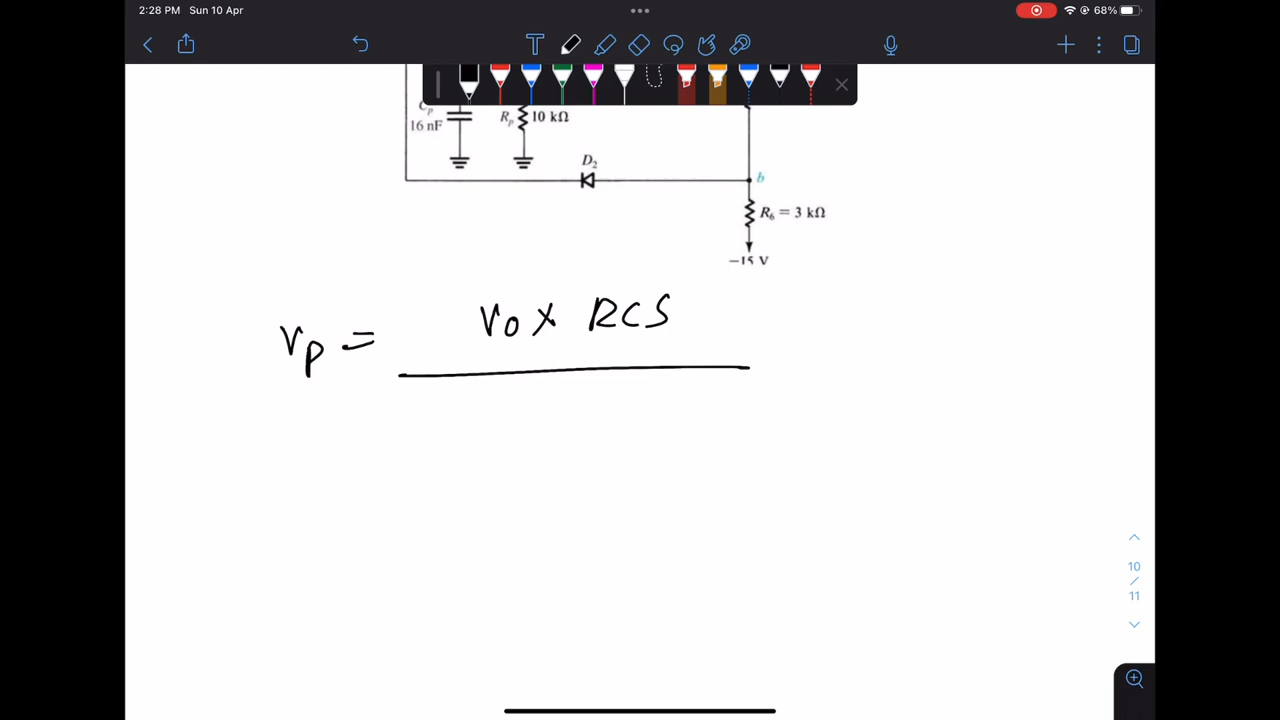 2:28 PM Sun 10 Apr
68%
T
Cp
16 nF
Rp 10 kΩ
D2
b
R6 = 3 kΩ
−15 V
Vo x RCS
Vp =
10
/
11